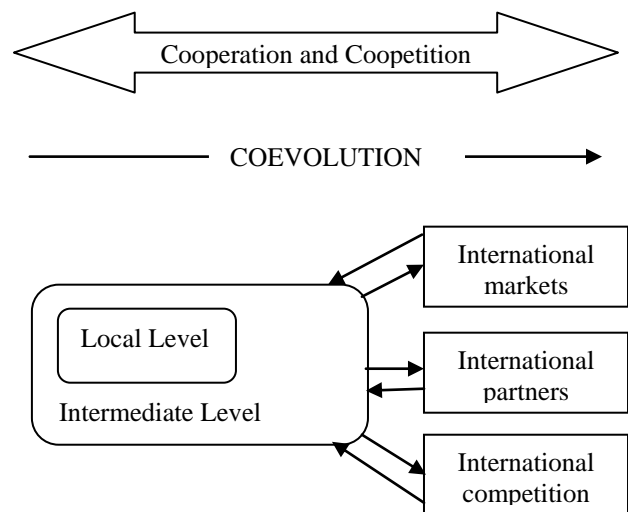 Cooperation and Coopetition
COEVOLUTION
International
markets
Local Level
International
partners
Intermediate Level
International
competition